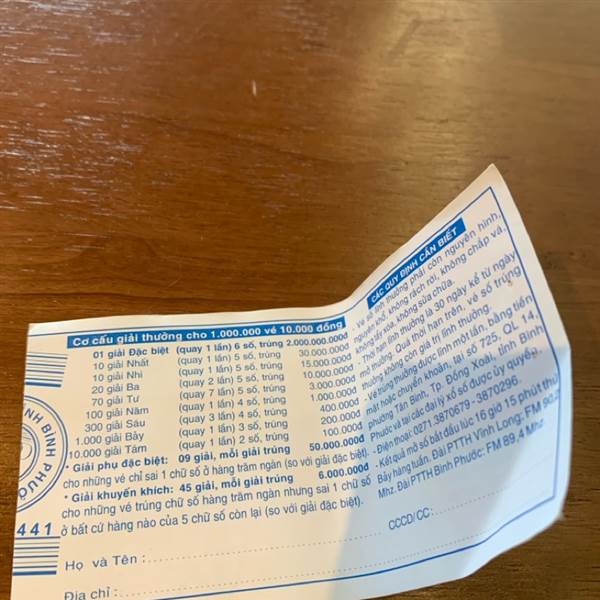 Cơ cấu giải thưởng cho 1.000.000 vé 10.000 đồng
01 giải Đặc biệt (quay 1 lần) 6 số, trúng 2.000.000.000đ
10 giải Nhất (quay 1 lần) 5 số, trúng 30.000.000đ
10 giải Nhì (quay 1 lần) 5 số, trúng 15.000.000đ
20 giải Ba (quay 2 lần) 5 số, trúng 10.000.000đ
70 giải Tư (quay 7 lần) 5 số, trúng 3.000.000đ
100 giải Năm (quay 1 lần) 4 số, trúng 1.000.000đ
300 giải Sáu (quay 3 lần) 4 số, trúng 400.000đ
1.000 giải Bảy (quay 1 lần) 3 số, trúng 200.000đ
10.000 giải Tám (quay 1 lần) 2 số, trúng 100.000đ
* Giải phụ đặc biệt: 09 giải, mỗi giải trúng 50.000.000đ
cho những vé chỉ sai 1 chữ số ở hàng trăm ngàn (so với giải đặc biệt).
* Giải khuyến khích: 45 giải, mỗi giải trúng 6.000.000đ
cho những vé trúng chữ số hàng trăm ngàn nhưng sai 1 chữ số
ở bất cứ hàng nào của 5 chữ số còn lại (so với giải đặc biệt).
CÁC QUY ĐỊNH CẦN BIẾT
- Vé số lĩnh thưởng phải còn nguyên hình,
nguyên khổ, không rách rời, không chắp vá,
không tẩy xóa, không sửa chữa.
- Thời hạn lĩnh thưởng là 30 ngày kể từ ngày
mở thưởng. Quá thời hạn trên, vé số trúng
thưởng không còn giá trị lĩnh thưởng.
- Vé trúng thưởng được lĩnh một lần, bằng tiền
mặt hoặc chuyển khoản, tại số 725, QL 14,
phường Tân Bình, Tp. Đồng Xoài, tỉnh Bình
Phước và tại các đại lý xổ số được ủy quyền.
- Điện thoại: 0271.3870679 - 3870296.
- Kết quả mở số bắt đầu lúc 16 giờ 15 phút thứ
Bảy hàng tuần. Đài PTTH Vĩnh Long: FM 90,2
Mhz. Đài PTTH Bình Phước: FM 89,4 Mhz
NH BÌNH PHƯỚ
441
Họ và Tên :
CCCD/CC :
Địa chỉ :